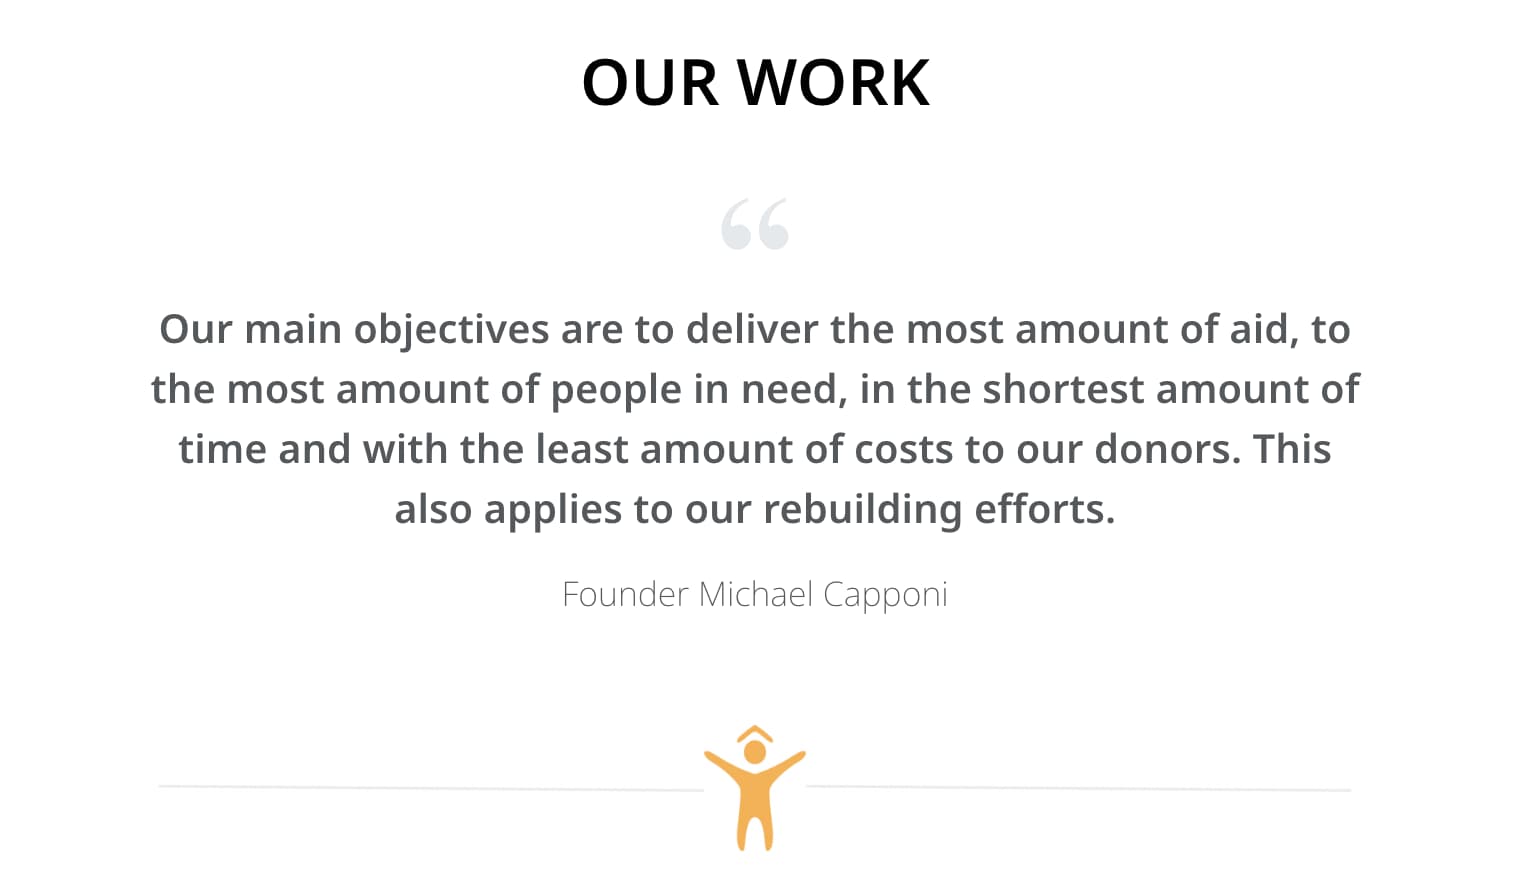 OUR WORK
“
Our main objectives are to deliver the most amount of aid, to
the most amount of people in need, in the shortest amount of
time and with the least amount of costs to our donors. This
also applies to our rebuilding efforts.
Founder Michael Capponi